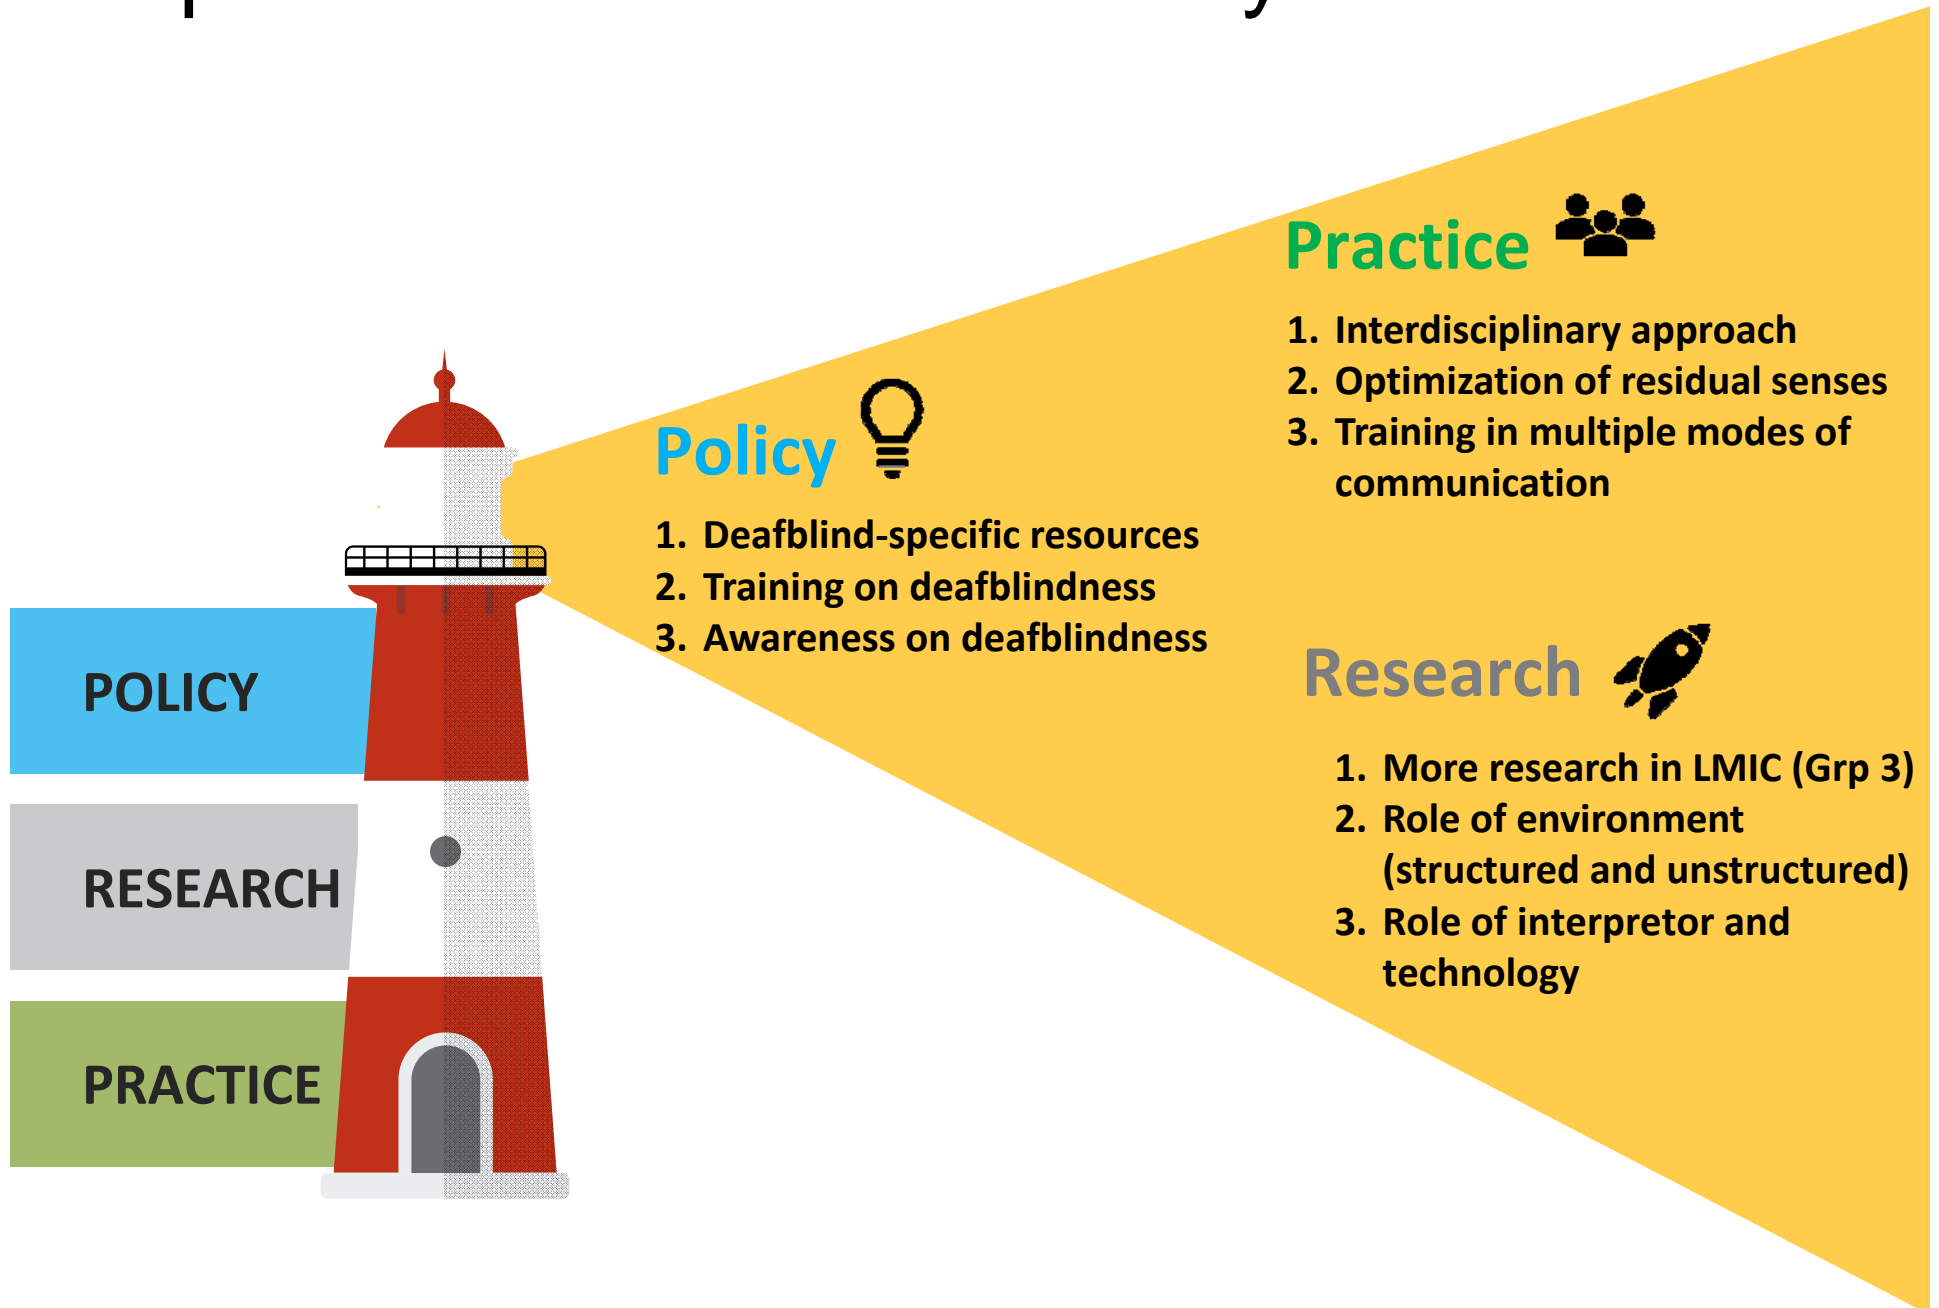 POLICY
RESEARCH
PRACTICE
Policy
1. Deafblind-specific resources
2. Training on deafblindness
3. Awareness on deafblindness
Practice
1. Interdisciplinary approach
2. Optimization of residual senses
3. Training in multiple modes of
communication
Research
1. More research in LMIC (Grp 3)
2. Role of environment
(structured and unstructured)
3. Role of interpretor and
technology